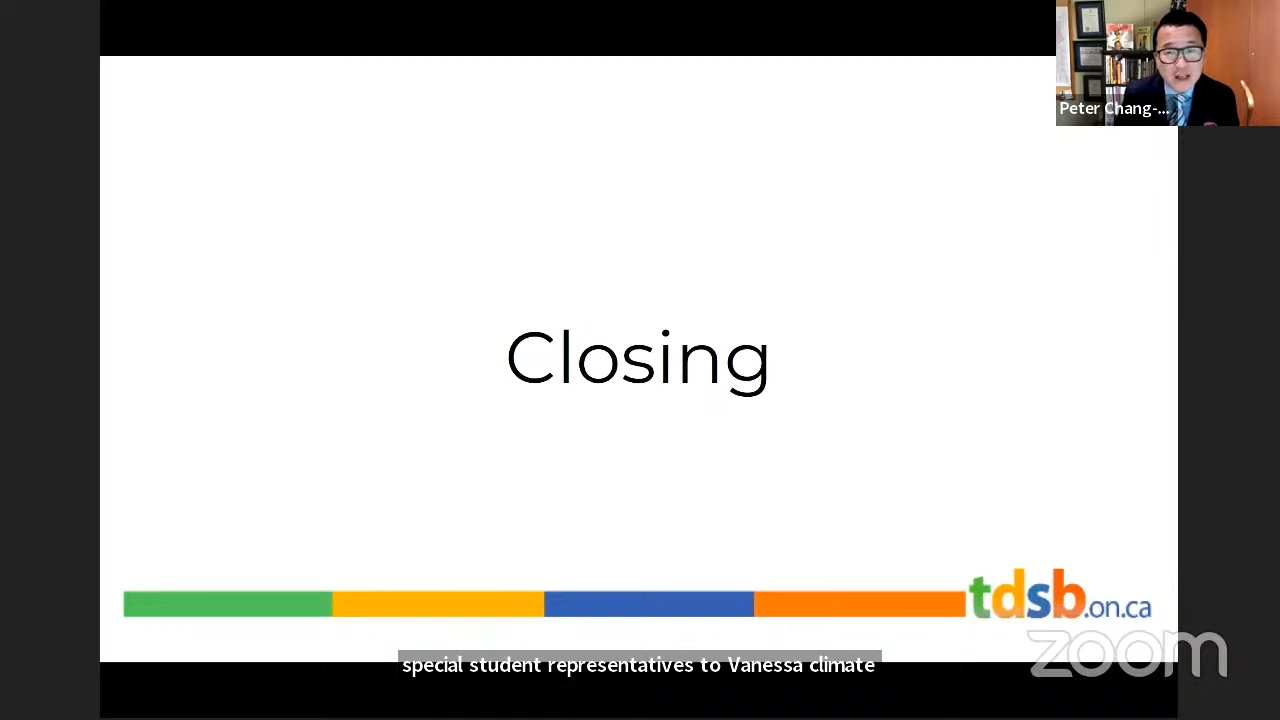 Peter Chang-...
Closing
tdsb.on.ca
zoom
special student representatives to Vanessa climate